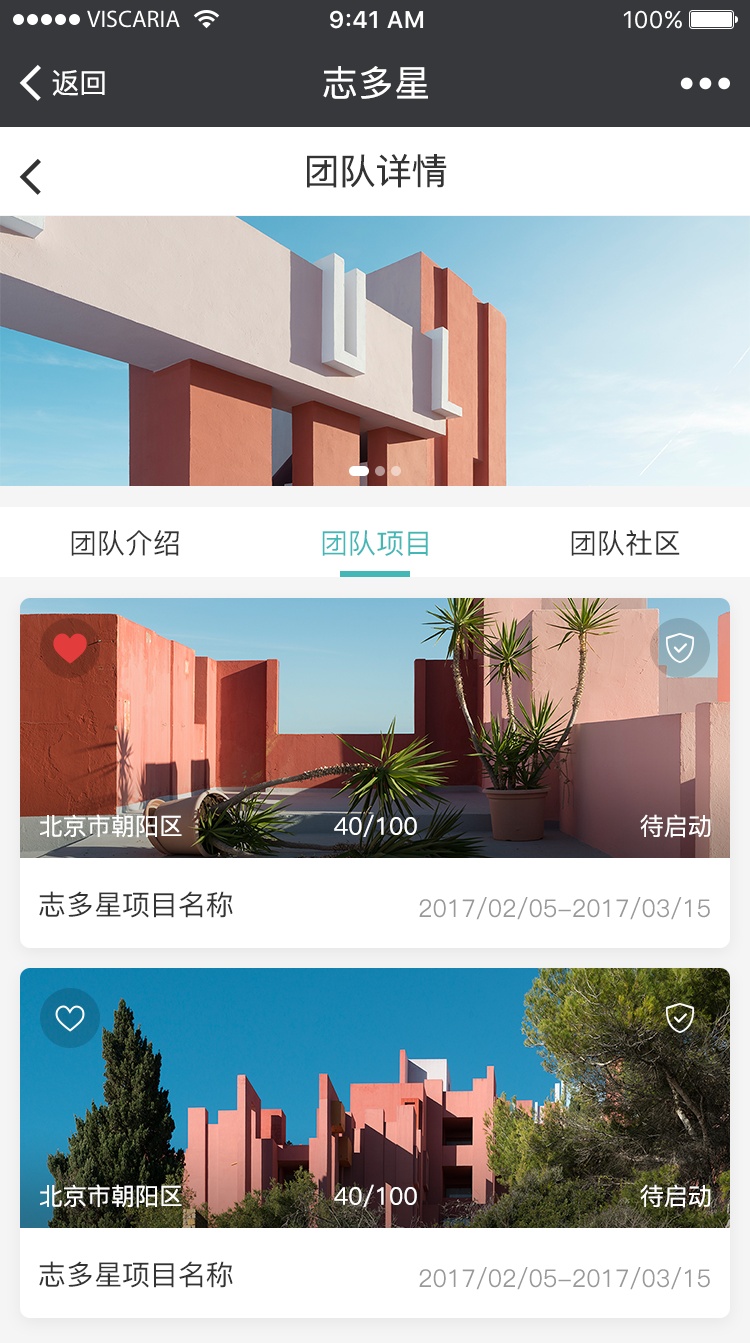 VISCARIA 9:41 AM 100%
返回 志多星
团队详情
U L
团队介绍 团队项目 团队社区
北京市朝阳区 40/100 待启动
志多星项目名称 2017/02/05-2017/03/15
北京市朝阳区 40/100 待启动
志多星项目名称 2017/02/05-2017/03/15